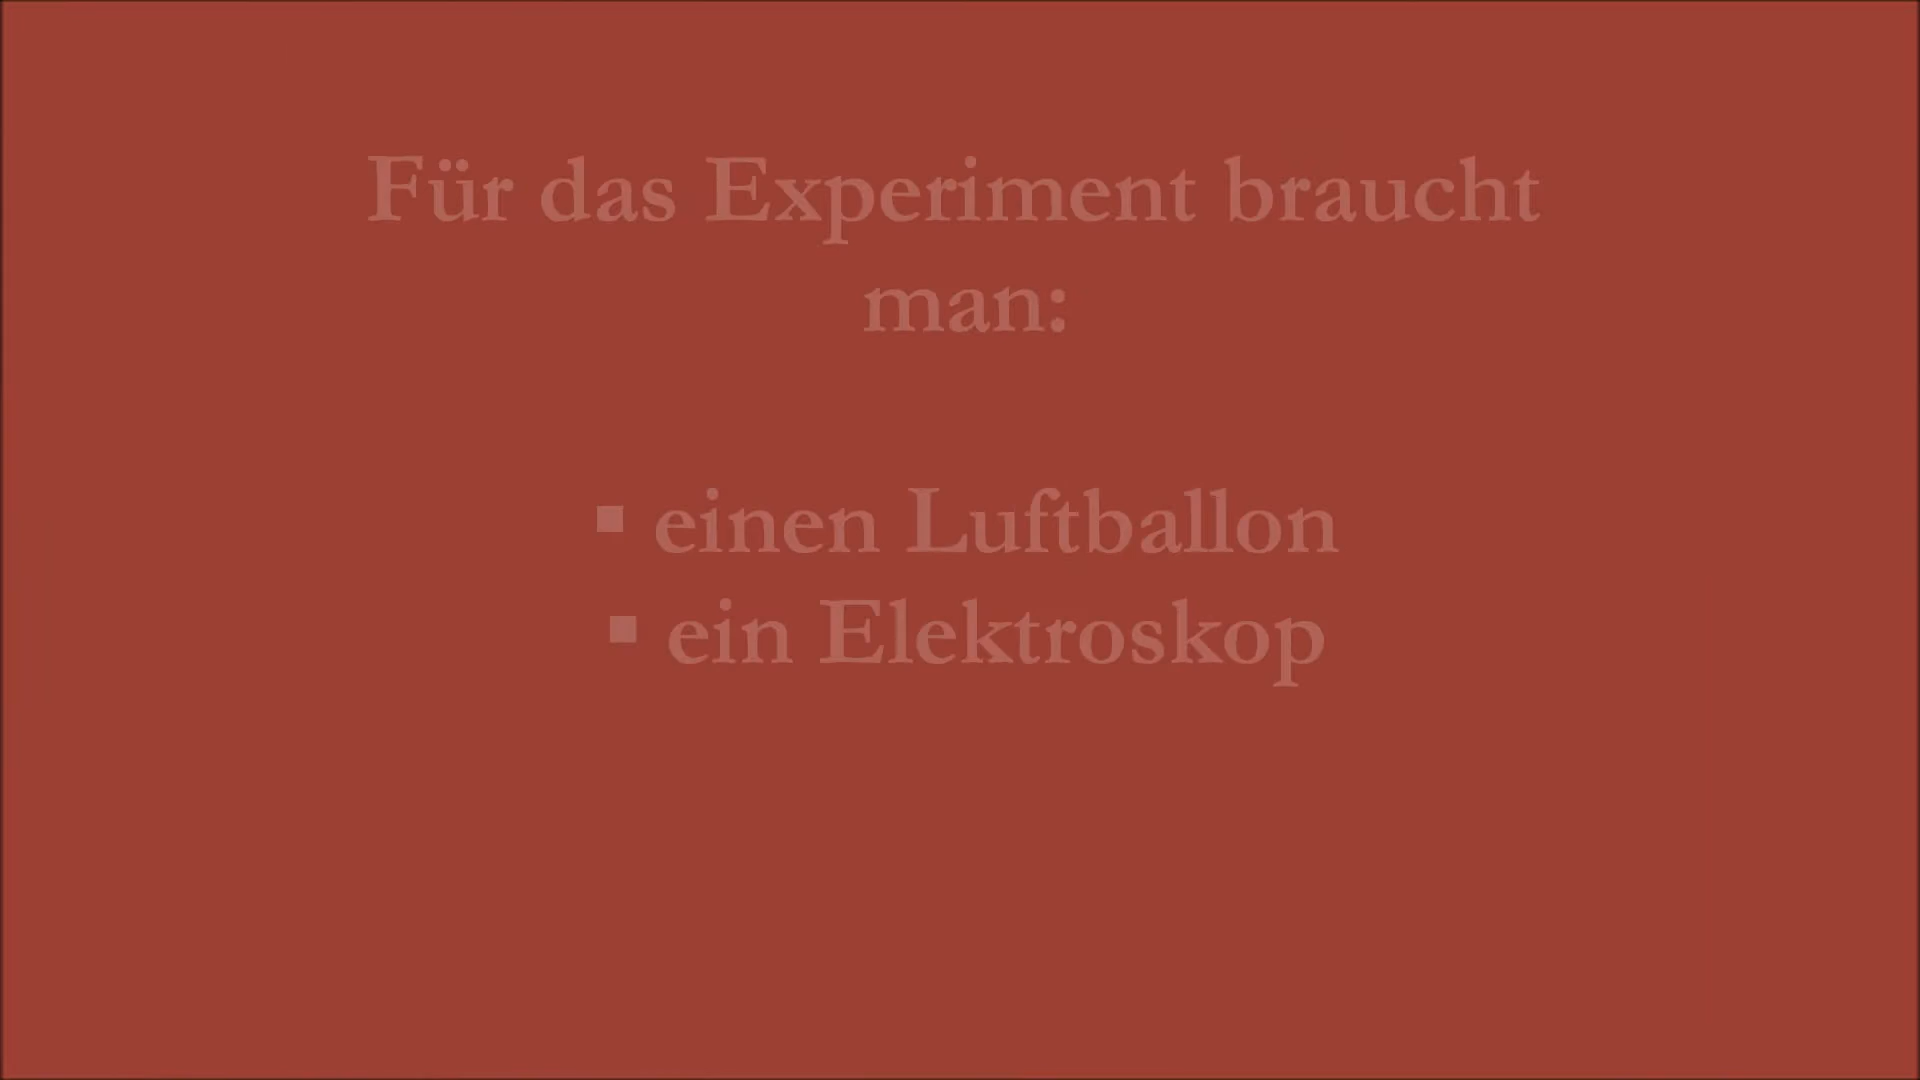 Für das Experiment braucht
man:
▪ einen Luftballon
▪ ein Elektroskop